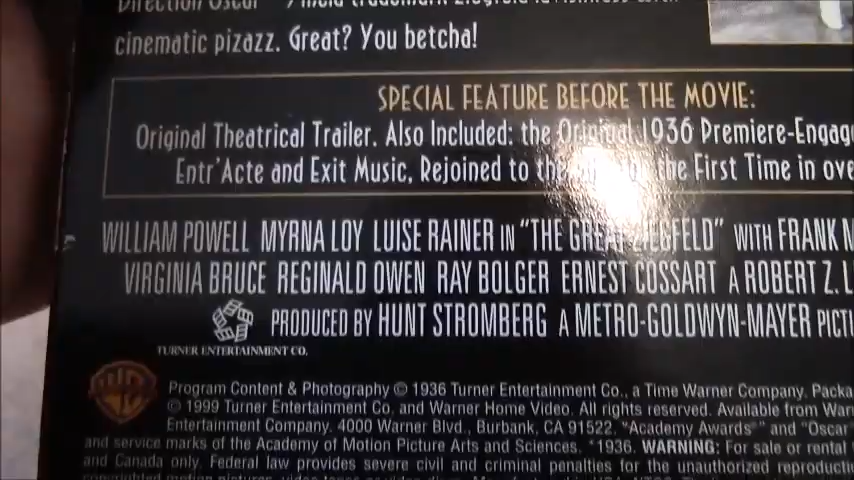 cinematic pizazz. Great? You betcha!
SPECIAL FEATURE BEFORE THE MOVIE:
Original Theatrical Trailer. Also Included: the Original 1936 Premiere-Engag
Entr'Acte and Exit Music, Rejoined to the First Time in ove
WILLIAM POWELL MYRNA LOY LUISE RAINER IN "THE GREAT ZIEGFELD" WITH FRANK M
VIRGINIA BRUCE REGINALD OWEN RAY BOLGER ERNEST COSSART A ROBERT Z. L
PRODUCED BY HUNT STROMBERG A METRO-GOLDWYN-MAYER PICT
TURNER ENTERTAINMENT CO.
WB
Program Content & Photography © 1936 Turner Entertainment Co., a Time Warner Company. Packa
© 1999 Turner Entertainment Co. and Warner Home Video. All rights reserved. Available from War
Entertainment Company. 4000 Warner Blvd., Burbank, CA 91522. "Academy Awards" and "Oscar
and service marks of the Academy of Motion Picture Arts and Sciences. *1936. WARNING: For sale or rental
and Canada only. Federal law provides severe civil and criminal penalties for the unauthorized reproductio